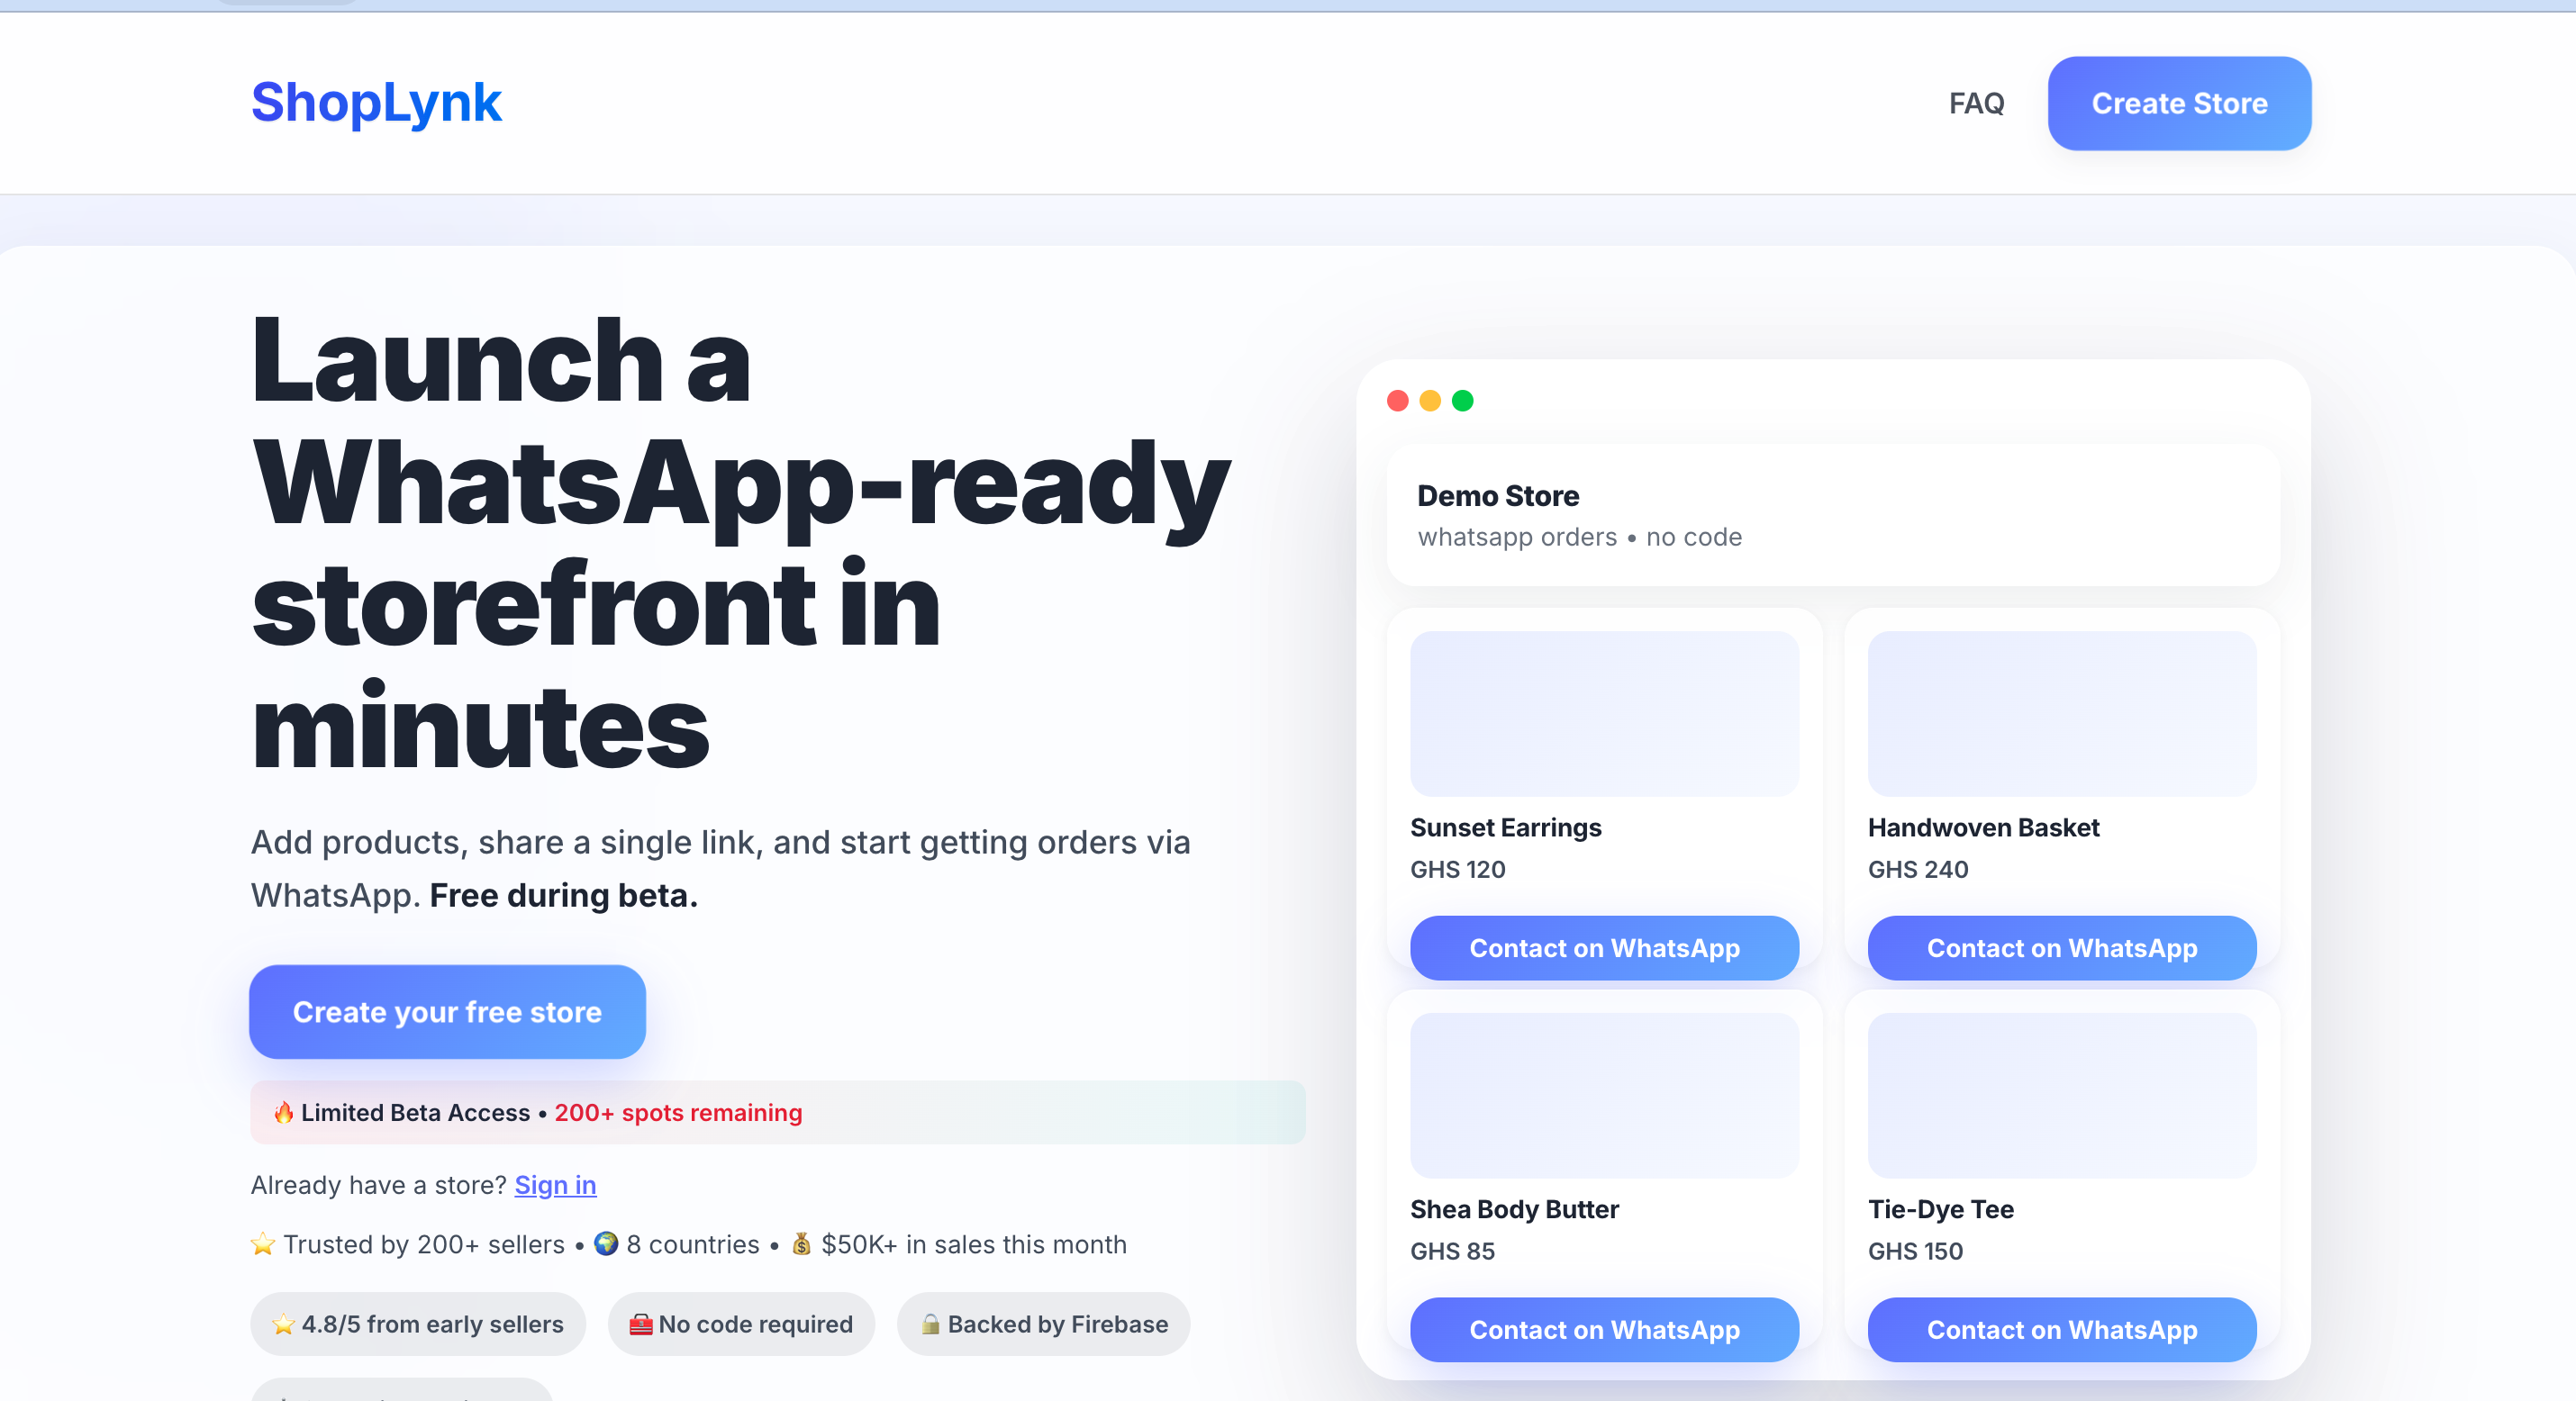 ShopLynk
FAQ
Create Store
Launch a
WhatsApp-ready
storefront in
minutes
Add products, share a single link, and start getting orders via
WhatsApp. Free during beta.
Create your free store
🔥 Limited Beta Access • 200+ spots remaining
Already have a store? Sign in
⭐ Trusted by 200+ sellers • 🌍 8 countries • 💰 $50K+ in sales this month
⭐ 4.8/5 from early sellers
🧰 No code required
🔒 Backed by Firebase
Demo Store
whatsapp orders • no code
Sunset Earrings
GHS 120
Contact on WhatsApp
Handwoven Basket
GHS 240
Contact on WhatsApp
Shea Body Butter
GHS 85
Contact on WhatsApp
Tie-Dye Tee
GHS 150
Contact on WhatsApp